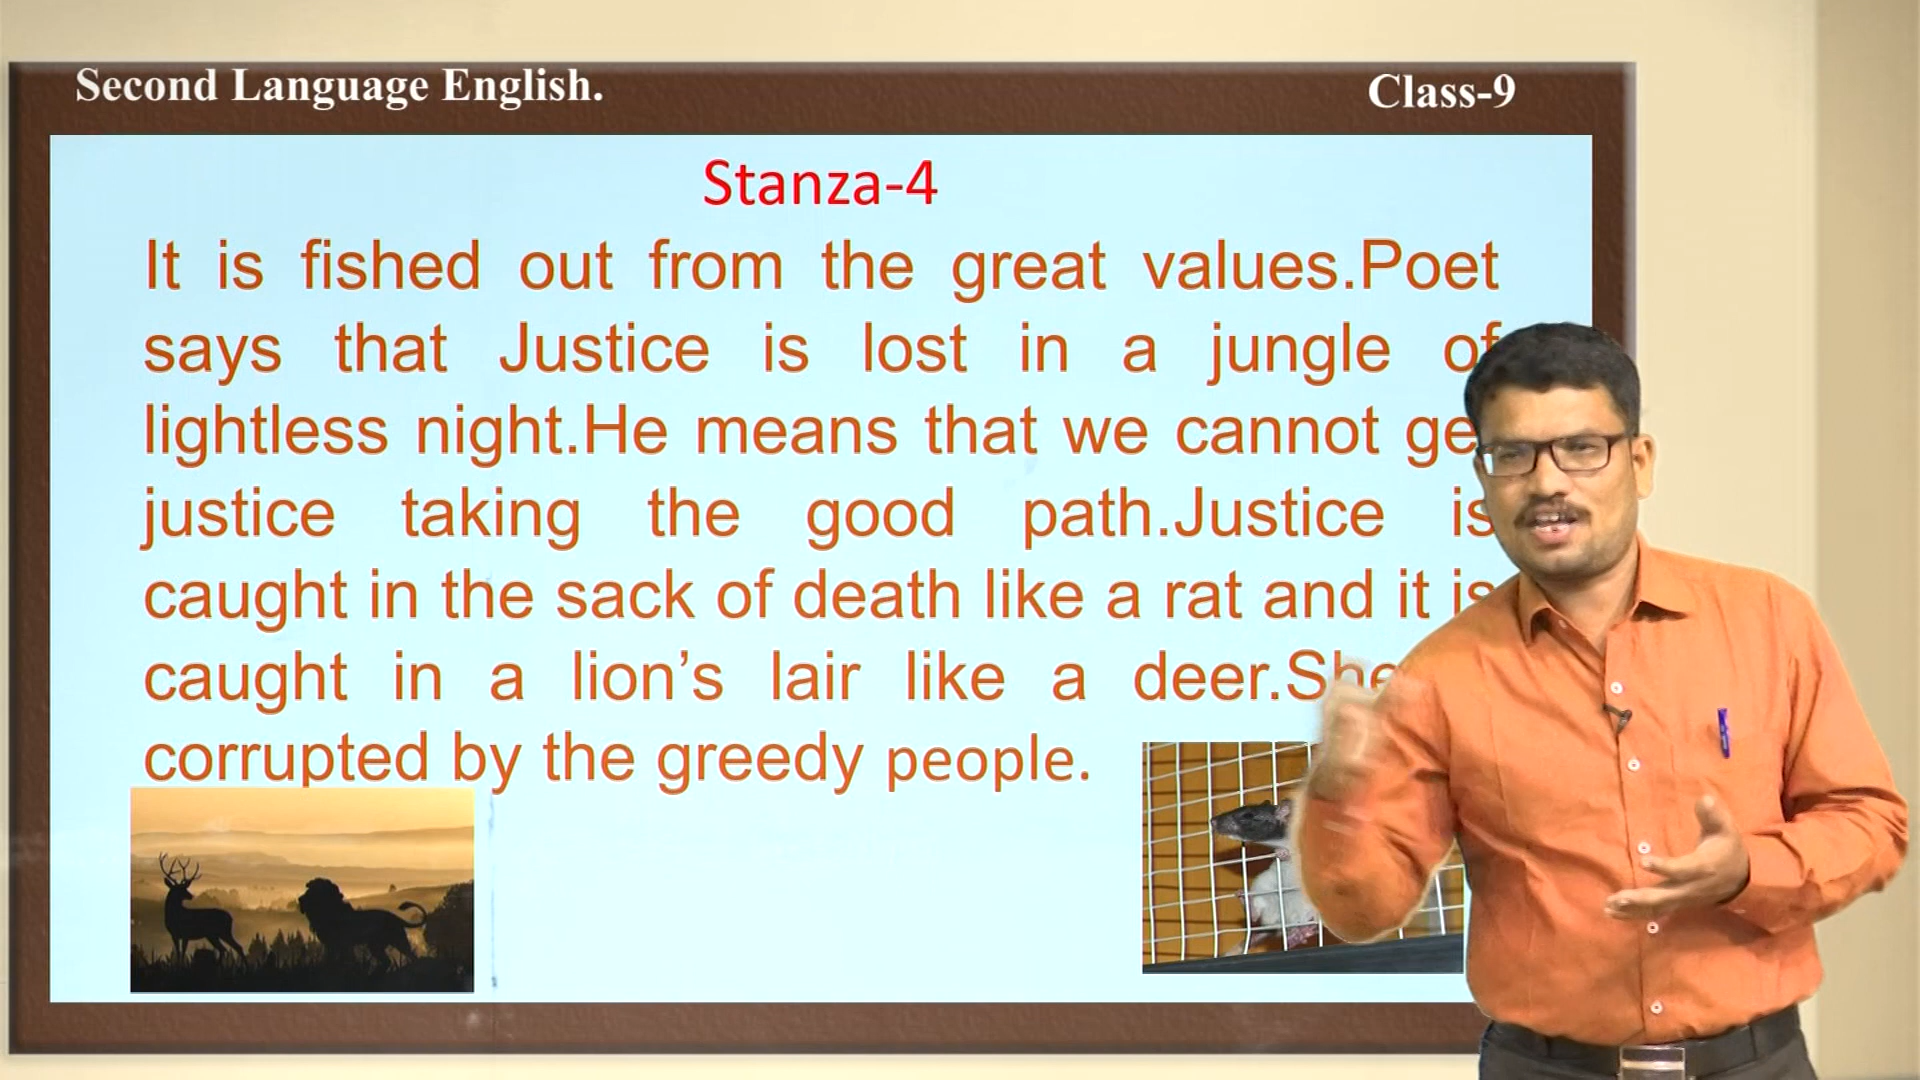 Second Language English.
Class-9
Stanza-4
It is fished out from the great values.Poet
says that Justice is lost in a jungle of
lightless night.He means that we cannot
justice taking the good path.Justice is
caught in the sack of death like a rat and it is
caught in a lion’s lair like a deer.
corrupted by the greedy people.